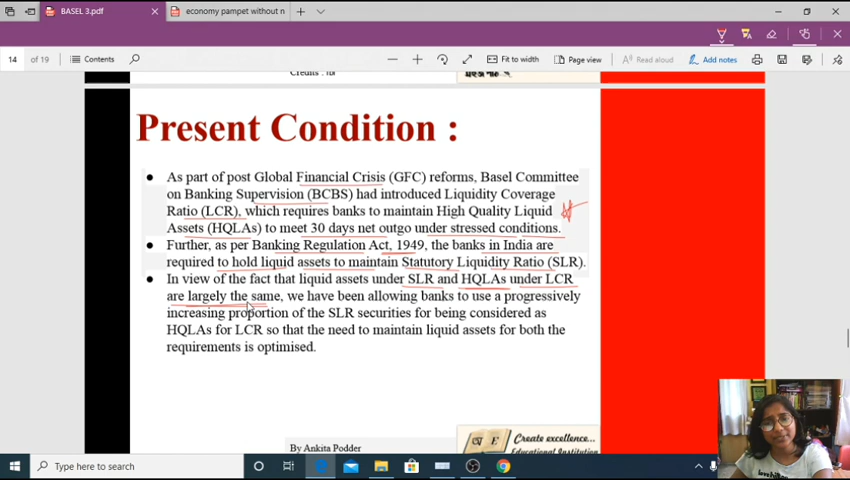 BASEL 3.pdf
economy pampet without n
14 of 19
Contents
Fit to width
Page view
Read aloud
Add notes
Present Condition :
As part of post Global Financial Crisis (GFC) reforms, Basel Committee
on Banking Supervision (BCBS) had introduced Liquidity Coverage
Ratio (LCR), which requires banks to maintain High Quality Liquid
Assets (HQLAs) to meet 30 days net outgo under stressed conditions.
Further, as per Banking Regulation Act, 1949, the banks in India are
required to hold liquid assets to maintain Statutory Liquidity Ratio (SLR).
In view of the fact that liquid assets under SLR and HQLAs under LCR
are largely the same, we have been allowing banks to use a progressively
increasing proportion of the SLR securities for being considered as
HQLAs for LCR so that the need to maintain liquid assets for both the
requirements is optimised.
By Ankita Podder
Create excellence...
Educational Institution
Type here to search